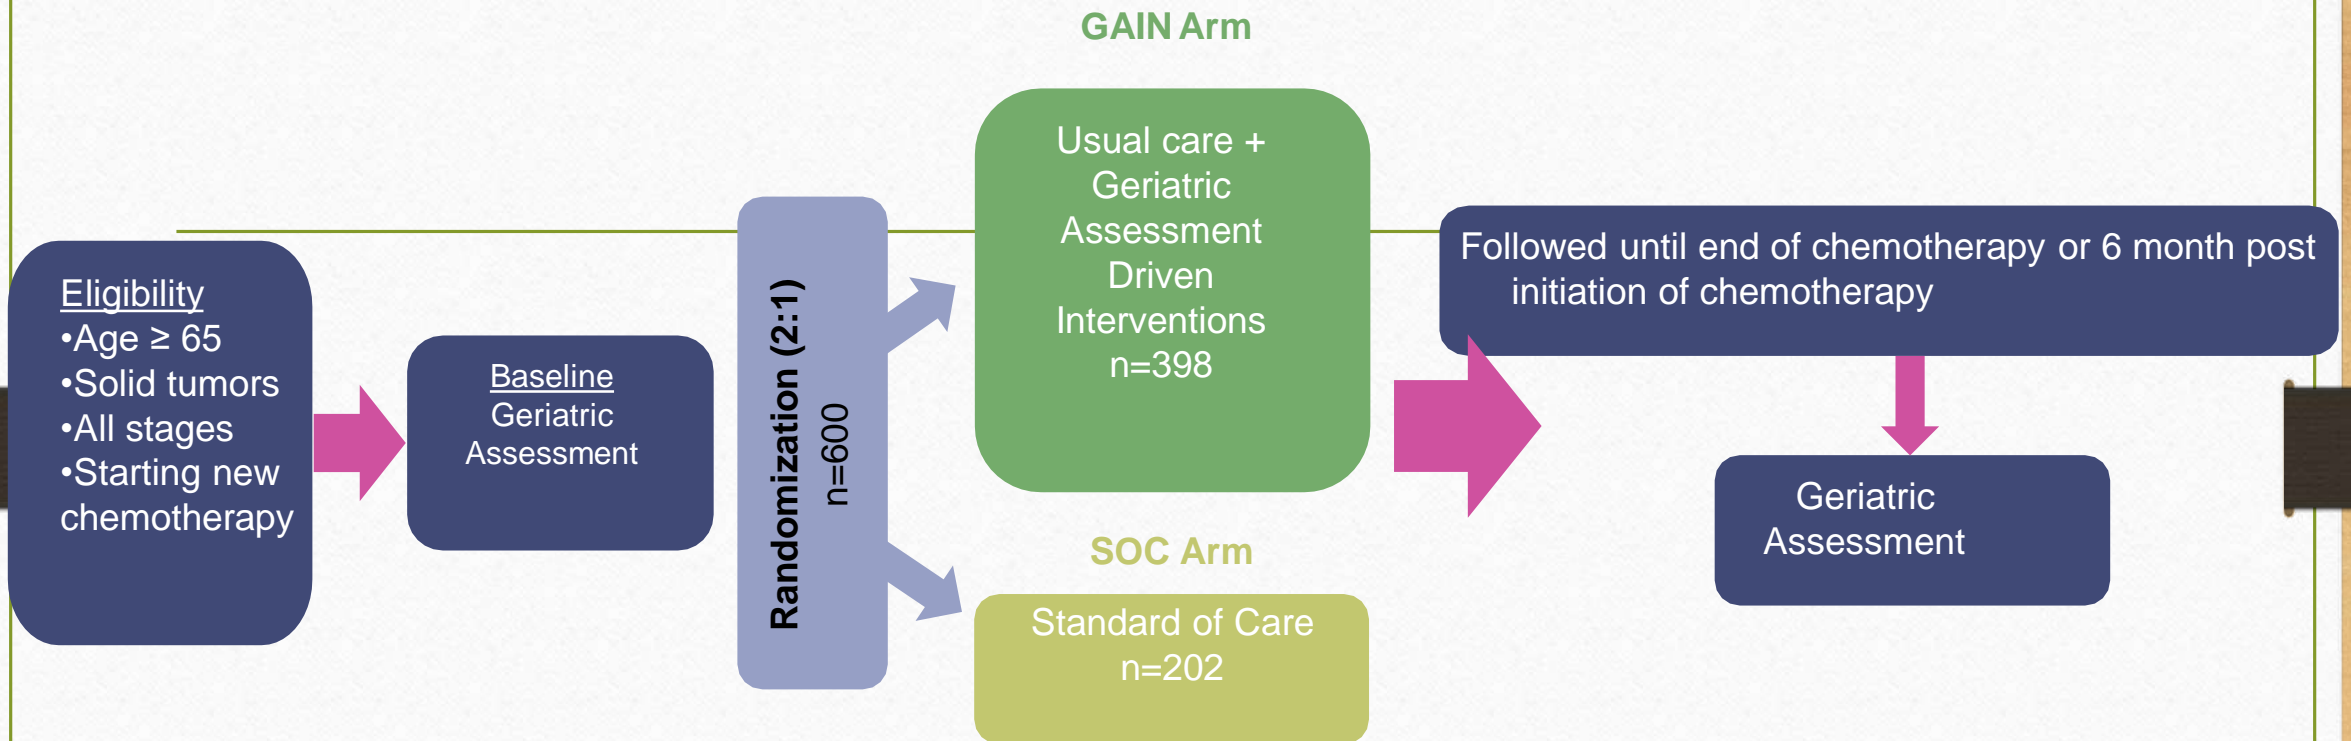 GAIN Arm
Eligibility
•Age ≥ 65
•Solid tumors
•All stages
•Starting new
chemotherapy
Baseline
Geriatric
Assessment
Randomization (2:1)
n=600
Usual care +
Geriatric
Assessment
Driven
Interventions
n=398
SOC Arm
Standard of Care
n=202
Followed until end of chemotherapy or 6 month post
initiation of chemotherapy
Geriatric
Assessment